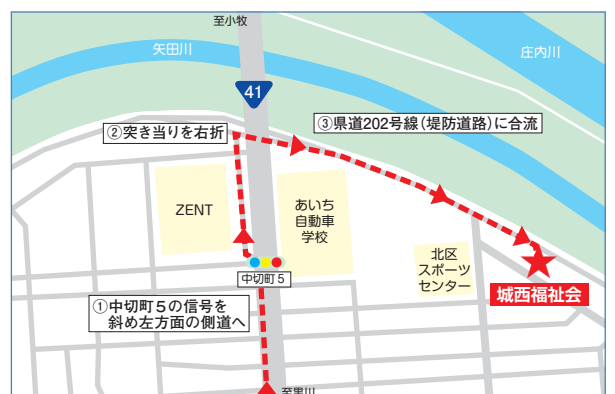 至小牧
矢田川
庄内川
41
②突き当りを右折
③県道202号線(堤防道路)に合流
ZENT
あいち
自動車
学校
北区
スポーツ
センター
中切町5
城西福祉会
①中切町5の信号を
斜め左方面の側道へ
至黒川